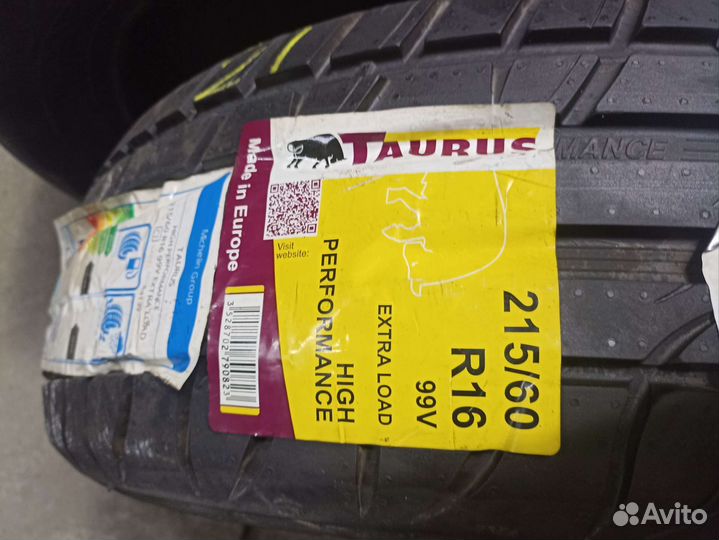 TAURUS
Made in Europe
Visit
website:
HIGH
PERFORMANCE
EXTRA LOAD
215/60
R16
99V
3528702790823
MANCE
Michelin Group
TAURUS
Avito